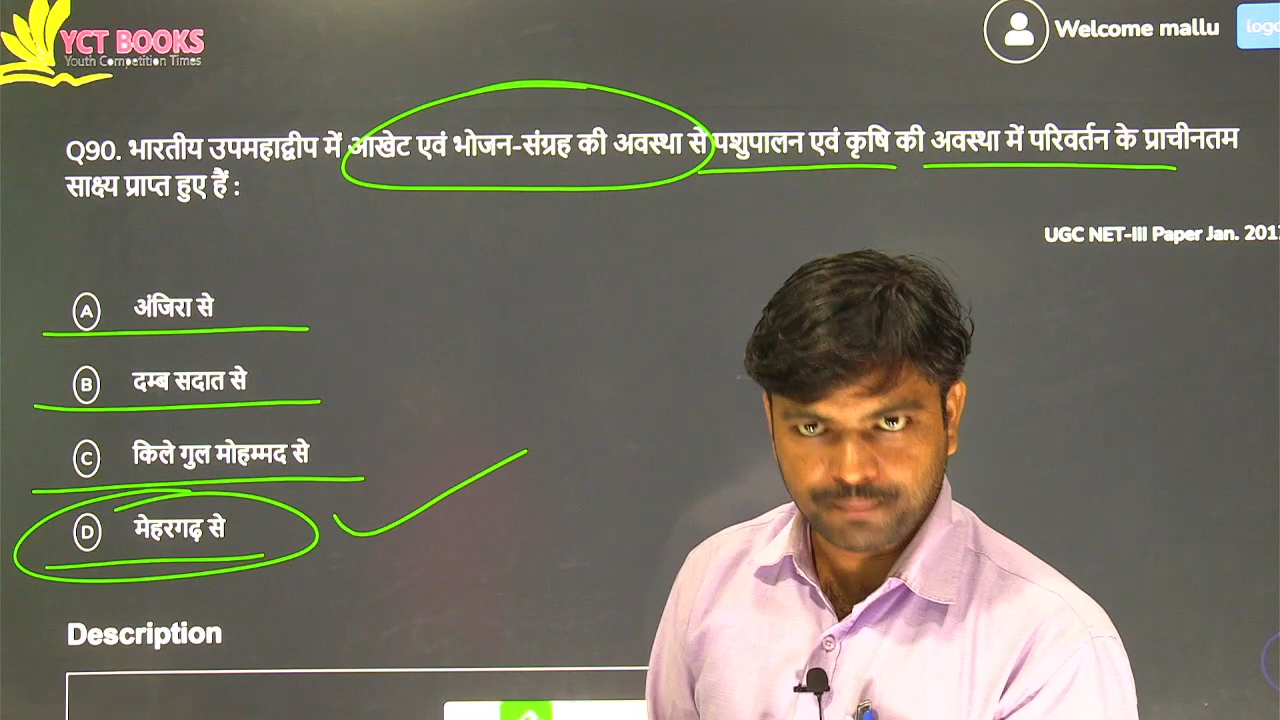 YCT BOOKS
Youth Competition Times
Welcome mallu
Q90. भारतीय उपमहाद्वीप में आखेट एवं भोजन-संग्रह की अवस्था से पशुपालन एवं कृषि की अवस्था में परिवर्तन के प्राचीनतम
साक्ष्य प्राप्त हुए हैं :
UGC NET-III Paper Jan. 2017
A अंजिरा से
B दम्ब सदात से
C किले गुल मोहम्मद से
D मेहरगढ़ से
Description